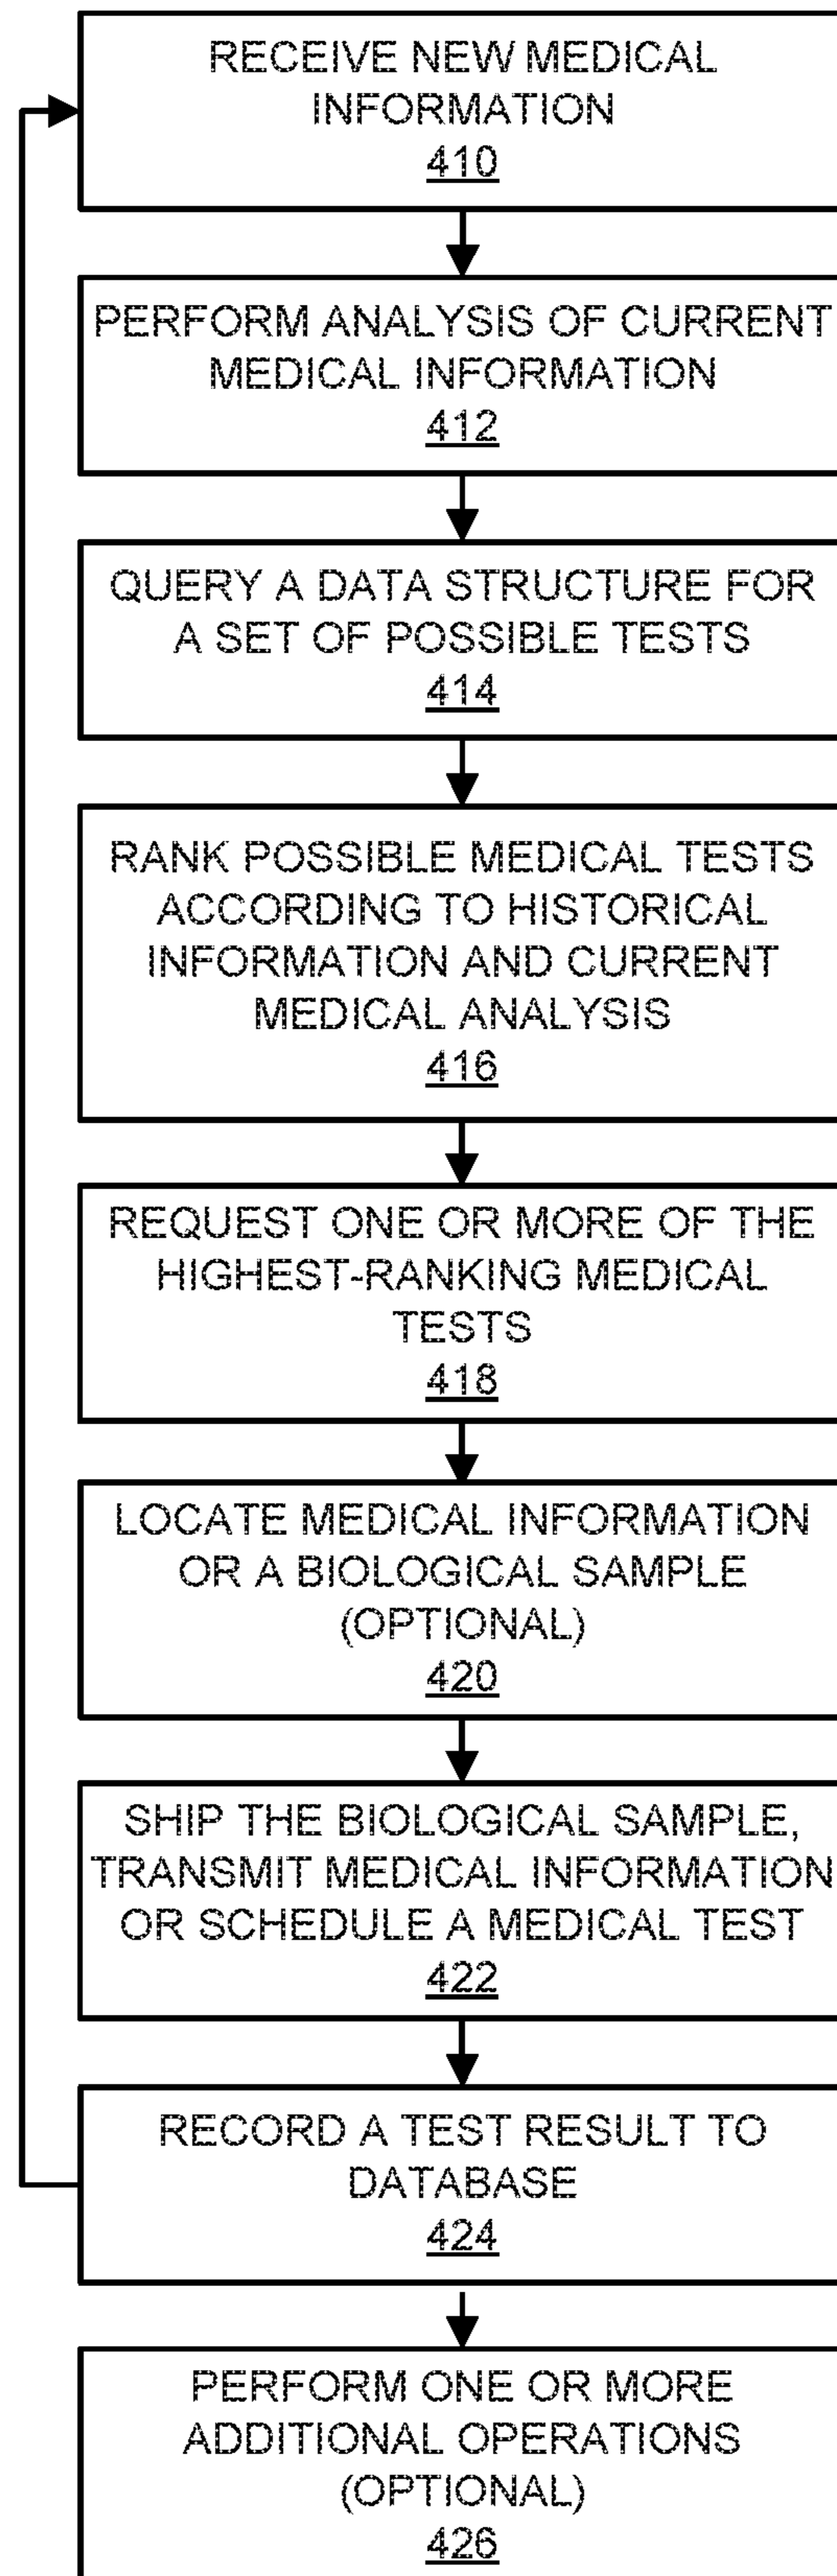 RECEIVE NEW MEDICAL
INFORMATION
410
PERFORM ANALYSIS OF CURRENT
MEDICAL INFORMATION
412
QUERY A DATA STRUCTURE FOR
A SET OF POSSIBLE TESTS
414
RANK POSSIBLE MEDICAL TESTS
ACCORDING TO HISTORICAL
INFORMATION AND CURRENT
MEDICAL ANALYSIS
416
REQUEST ONE OR MORE OF THE
HIGHEST-RANKING MEDICAL
TESTS
418
LOCATE MEDICAL INFORMATION
OR A BIOLOGICAL SAMPLE
(OPTIONAL)
420
SHIP THE BIOLOGICAL SAMPLE,
TRANSMIT MEDICAL INFORMATION
OR SCHEDULE A MEDICAL TEST
422
RECORD A TEST RESULT TO
DATABASE
424
PERFORM ONE OR MORE
ADDITIONAL OPERATIONS
(OPTIONAL)
426